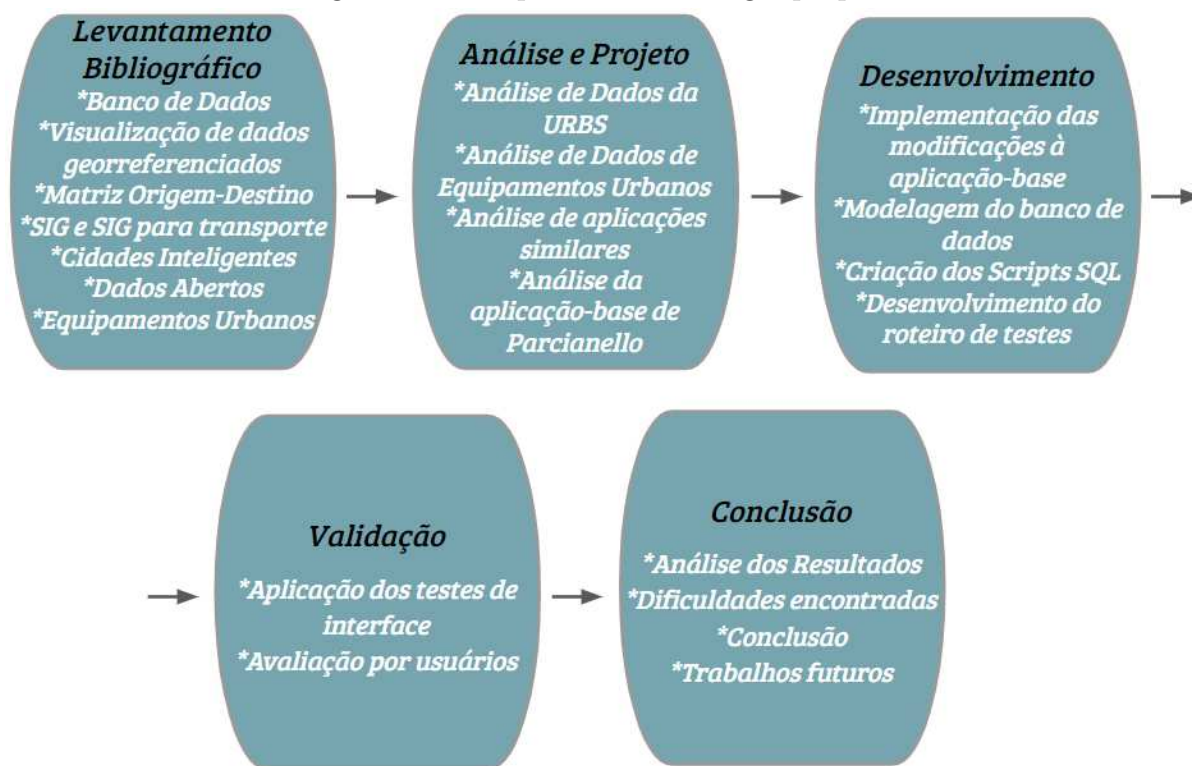 Levantamento
Bibliográfico
*Banco de Dados
*Visualização de dados
georreferenciados
*Matriz Origem-Destino
*SIG e SIG para transporte
*Cidades Inteligentes
*Dados Abertos
*Equipamentos Urbanos
Análise e Projeto
*Análise de Dados da
URBS
*Análise de Dados de
Equipamentos Urbanos
*Análise de aplicações
similares
*Análise da
aplicação-base de
Parcianello
Desenvolvimento
*Implementação das
modificações à
aplicação-base
*Modelagem do banco de
dados
*Criação dos Scripts SQL
*Desenvolvimento do
roteiro de testes
Validação
*Aplicação dos testes de
interface
*Avaliação por usuários
Conclusão
*Análise dos Resultados
*Dificuldades encontradas
*Conclusão
*Trabalhos futuros